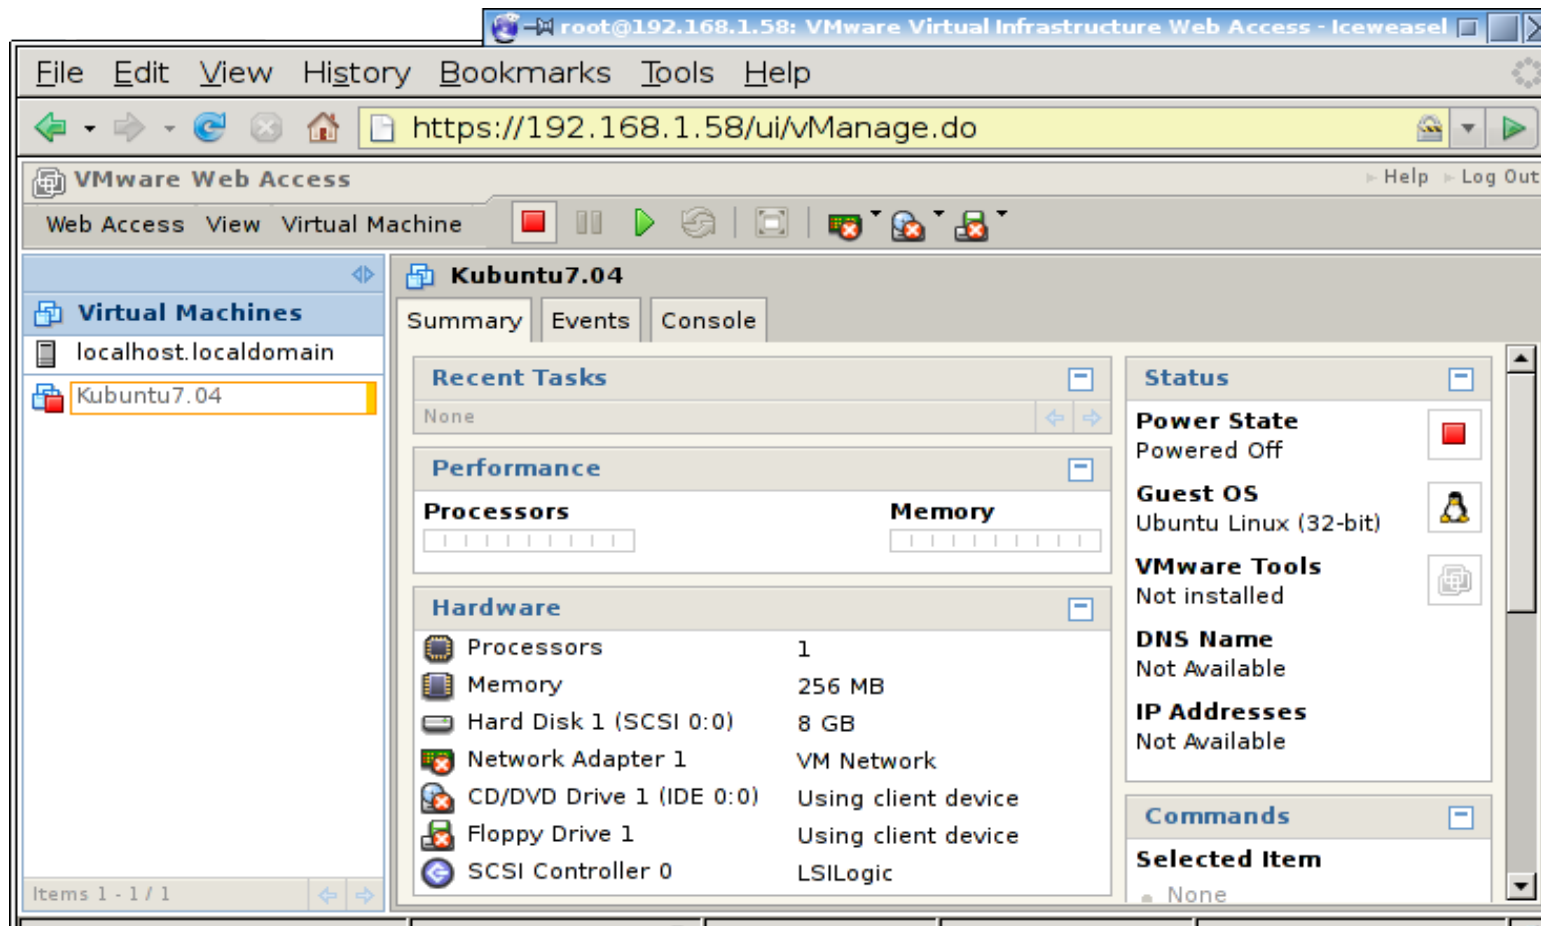 root@192.168.1.58: VMware Virtual Infrastructure Web Access - Iceweasel
File Edit View History Bookmarks Tools Help
https://192.168.1.58/ui/vManage.do
VMware Web Access
Help Log Out
Web Access View Virtual Machine
Virtual Machines
localhost.localdomain
Kubuntu7.04
Items 1 - 1 / 1
Kubuntu7.04
Summary Events Console
Recent Tasks
None
Performance
Processors Memory
Hardware
Processors 1
Memory 256 MB
Hard Disk 1 (SCSI 0:0) 8 GB
Network Adapter 1 VM Network
CD/DVD Drive 1 (IDE 0:0) Using client device
Floppy Drive 1 Using client device
SCSI Controller 0 LSILogic
Status
Power State
Powered Off
Guest OS
Ubuntu Linux (32-bit)
VMware Tools
Not installed
DNS Name
Not Available
IP Addresses
Not Available
Commands
Selected Item
None